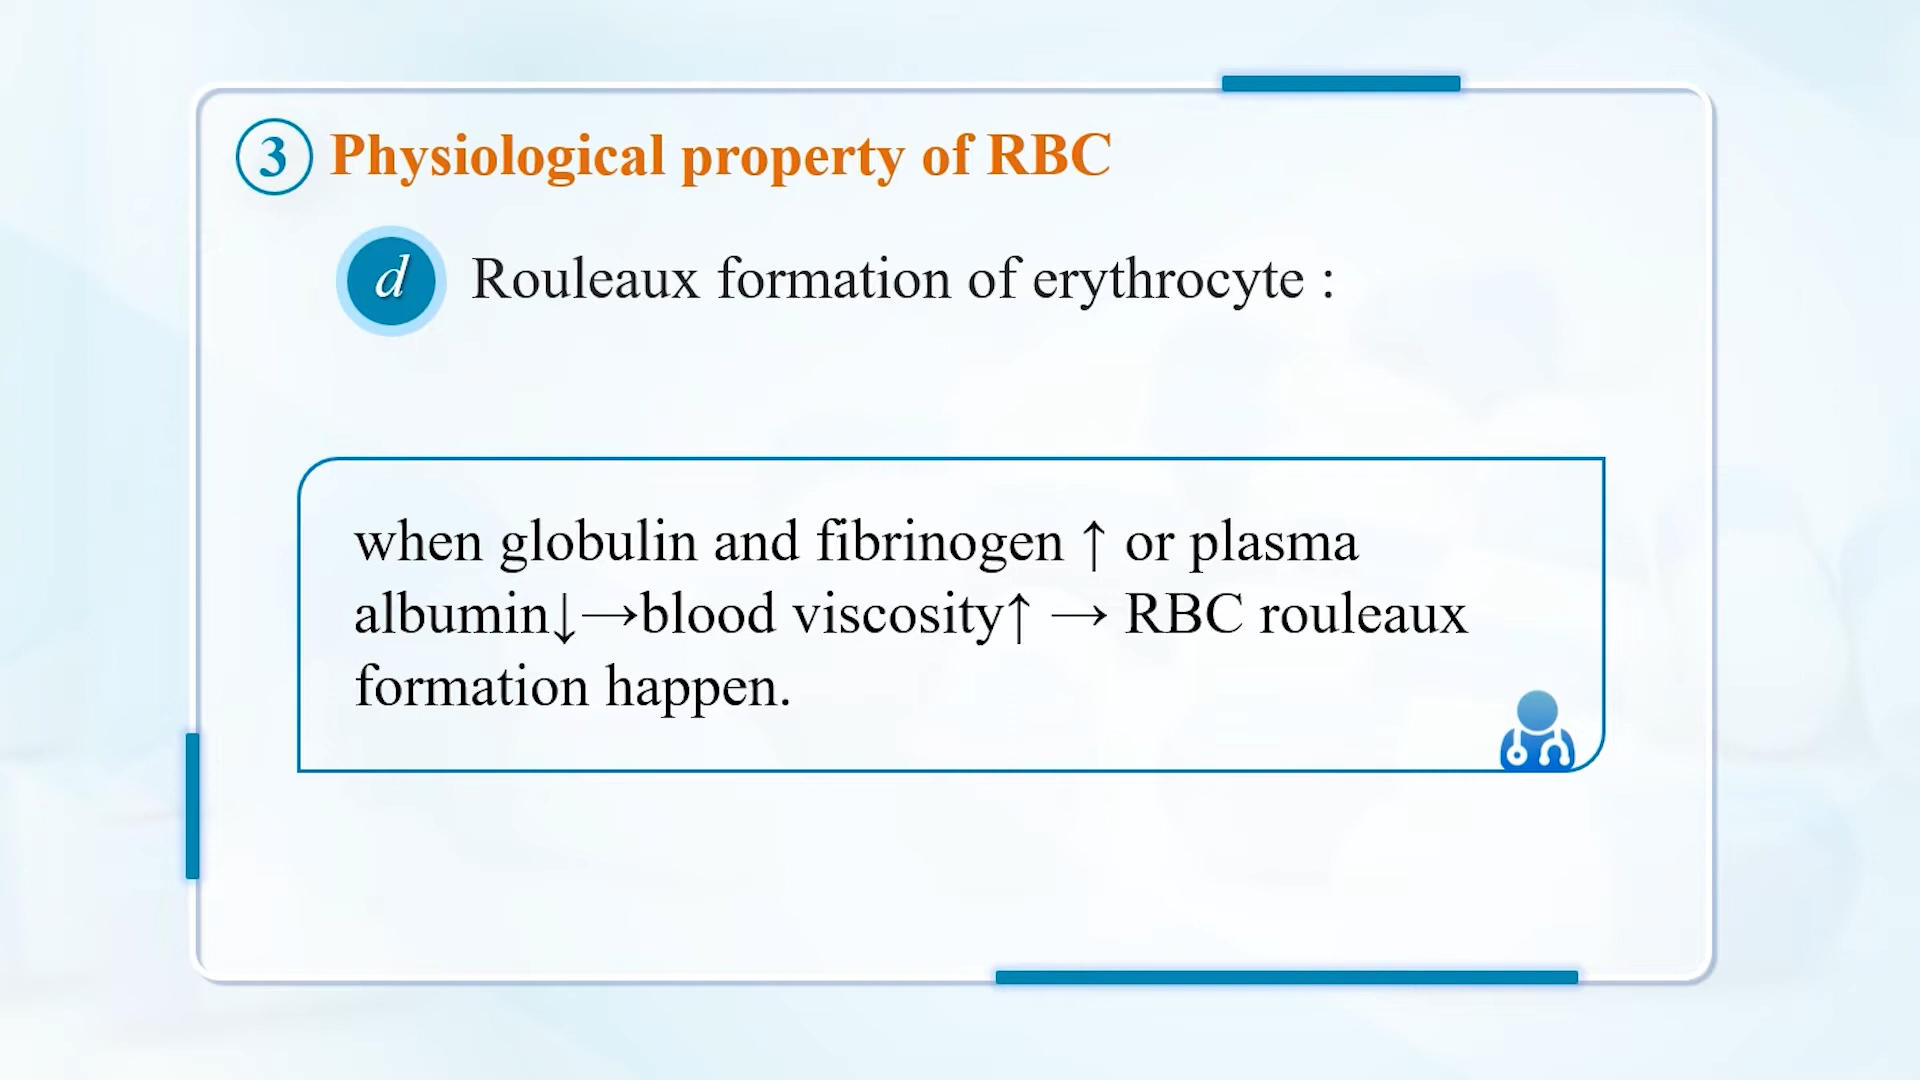 3 Physiological property of RBC
d Rouleaux formation of erythrocyte :
when globulin and fibrinogen ↑ or plasma
albumin↓→blood viscosity↑ → RBC rouleaux
formation happen.